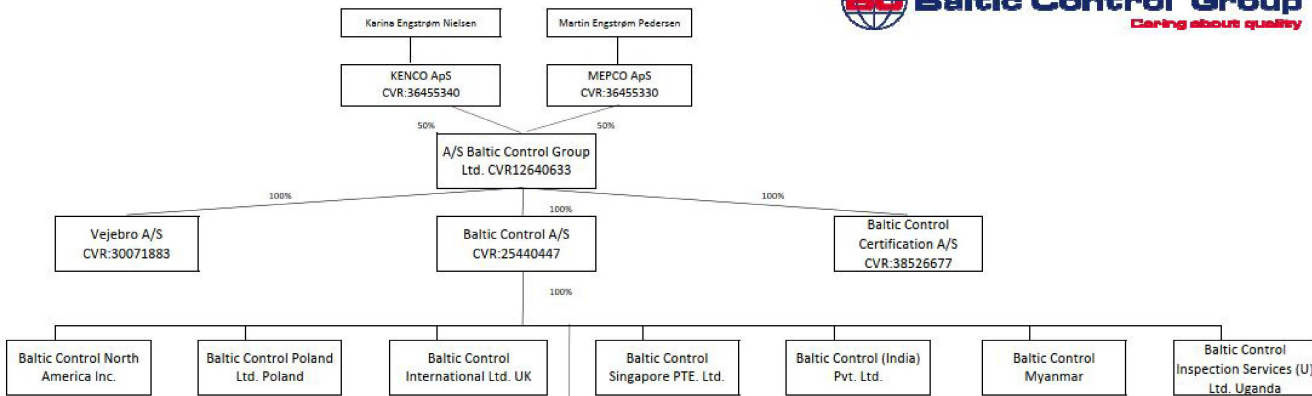 Baltic Control Group
Caring about quality
Karina Engstrøm Nielsen
Martin Engstrøm Pedersen
KENCO ApS
CVR:36455340
MEPCO ApS
CVR:36455330
50%
50%
A/S Baltic Control Group
Ltd. CVR12640633
100%
100%
100%
Vejebro A/S
CVR:30071883
Baltic Control A/S
CVR:25440447
Baltic Control
Certification A/S
CVR:38526677
100%
Baltic Control North
America Inc.
Baltic Control Poland
Ltd. Poland
Baltic Control
International Ltd. UK
Baltic Control
Singapore PTE. Ltd.
Baltic Control (India)
Pvt. Ltd.
Baltic Control
Myanmar
Baltic Control
Inspection Services (U)
Ltd. Uganda